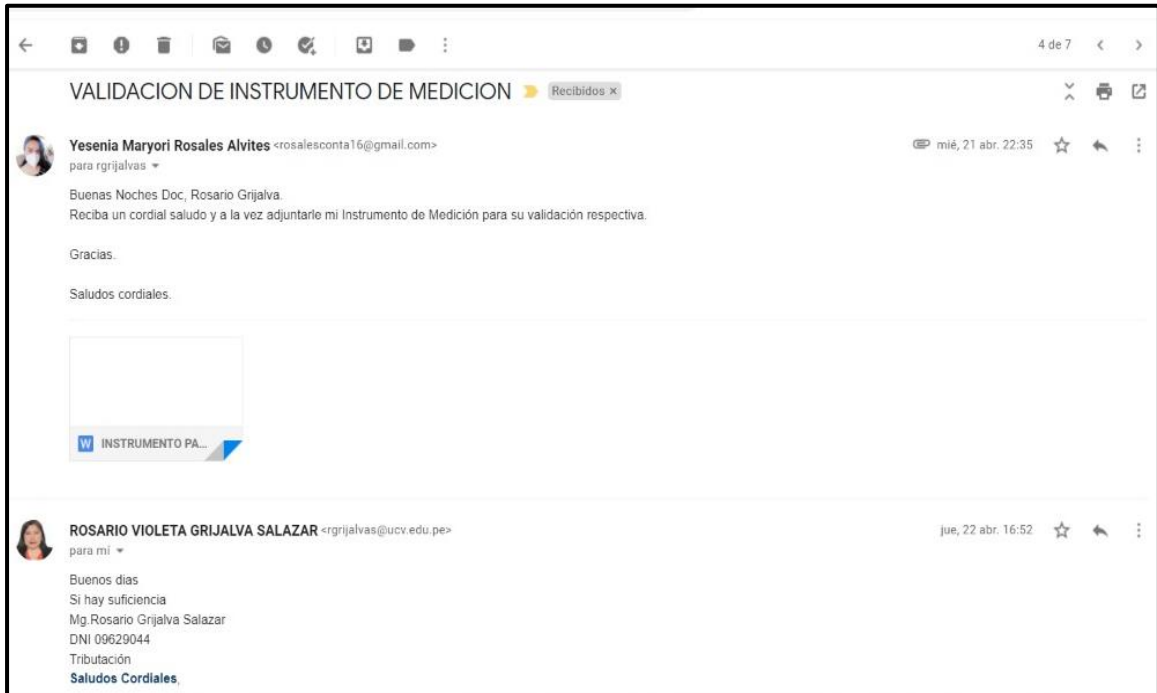 4 de 7
VALIDACION DE INSTRUMENTO DE MEDICION Recibidos x
Yesenia Maryori Rosales Alvites <rosalesconta16@gmail.com> mié, 21 abr. 22:35
para rgrijalvas
Buenas Noches Doc, Rosario Grijalva.
Reciba un cordial saludo y a la vez adjuntarle mi Instrumento de Medición para su validación respectiva.
Gracias.
Saludos cordiales.
W INSTRUMENTO PA...
ROSARIO VIOLETA GRIJALVA SALAZAR <rgrijalvas@ucv.edu.pe> jue, 22 abr. 16:52
para mí
Buenos dias
Si hay suficiencia
Mg.Rosario Grijalva Salazar
DNI 09629044
Tributación
Saludos Cordiales,